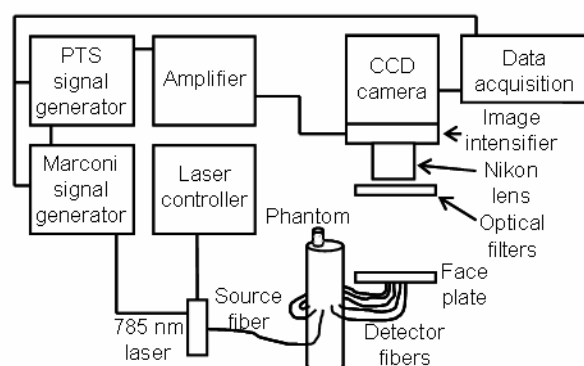 PTS
signal
generator
Amplifier
CCD
camera
Data
acquisition
Image
intensifier
Marconi
signal
generator
Laser
controller
Nikon
lens
Optical
filters
Phantom
Face
plate
Source
fiber
785 nm
laser
Detector
fibers